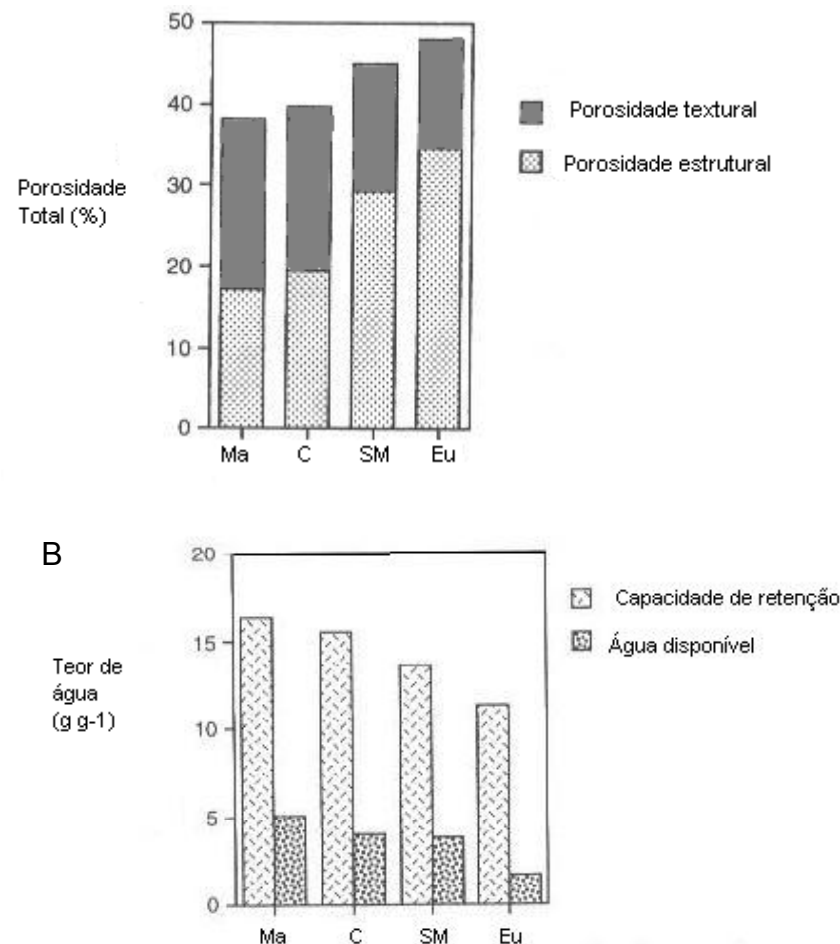 50
40
30
20
10
0
Porosidade
Total (%)
Ma C SM Eu
Porosidade textural
Porosidade estrutural
B
20
15
10
5
0
Teor de
água
(g g-1)
Ma C SM Eu
Capacidade de retenção
Água disponível